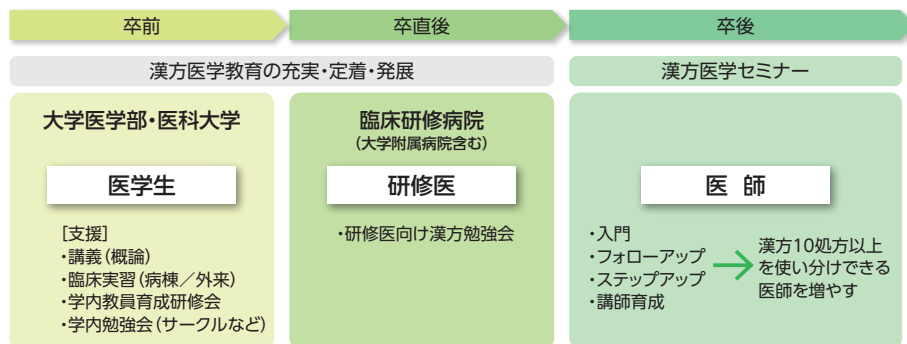 卒前
卒直後
卒後
漢方医学教育の充実・定着・発展
漢方医学セミナー
大学医学部・医科大学
医学生
[支援]
・講義(概論)
・臨床実習(病棟／外来)
・学内教員育成研修会
・学内勉強会(サークルなど)
臨床研修病院
(大学附属病院含む)
研修医
・研修医向け漢方勉強会
医 師
・入門
・フォローアップ
・ステップアップ
・講師育成
漢方10処方以上
を使い分けできる
医師を増やす